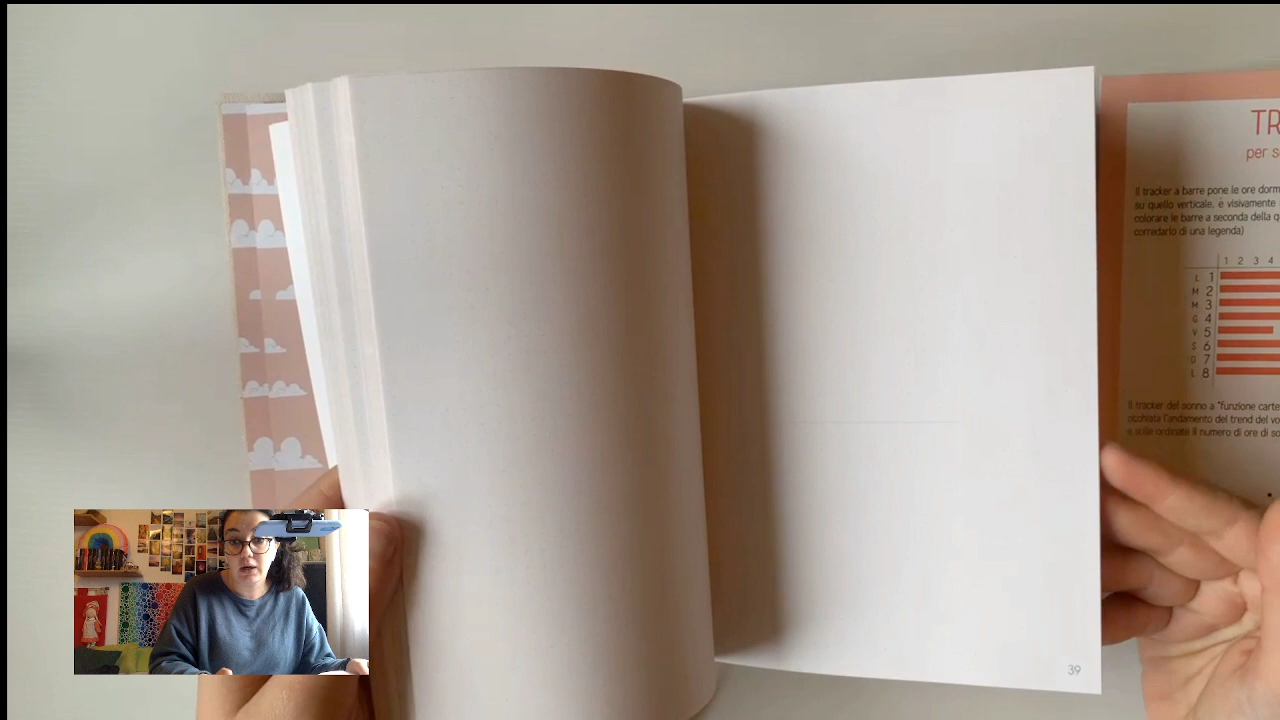 TR
per s
Il tracker a barre pone le ore dorm
su quello verticale, è visivamente
colorare le barre a seconda della q
corredarlo di una legenda)
1 2 3 4
L 1
M 2
M 3
G 4
V 5
S 6
D 7
L 8
Il tracker del sonno a "funzione carte
occhiata l'andamento del trend del vo
e sulle ordinate il numero di ore di so
39